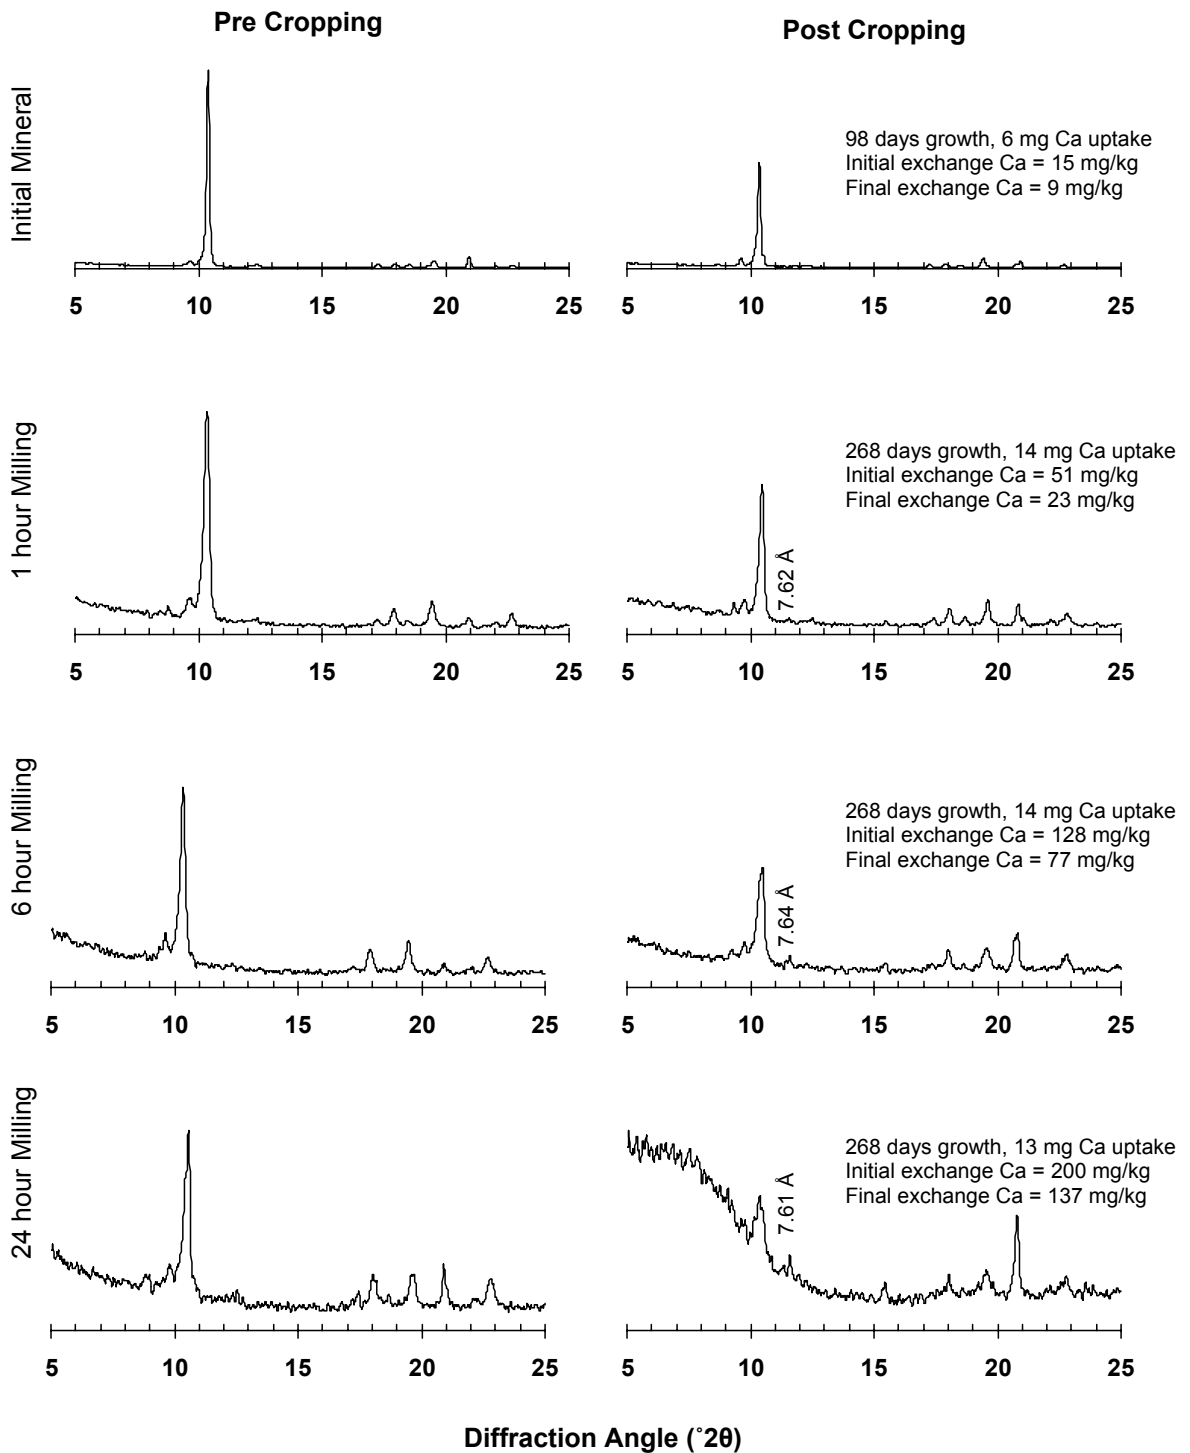 Pre Cropping
Post Cropping
Initial Mineral
98 days growth, 6 mg Ca uptake
Initial exchange Ca = 15 mg/kg
Final exchange Ca = 9 mg/kg
5 10 15 20 25
5 10 15 20 25
1 hour Milling
268 days growth, 14 mg Ca uptake
Initial exchange Ca = 51 mg/kg
Final exchange Ca = 23 mg/kg
7.62 Å
5 10 15 20 25
5 10 15 20 25
6 hour Milling
268 days growth, 14 mg Ca uptake
Initial exchange Ca = 128 mg/kg
Final exchange Ca = 77 mg/kg
7.64 Å
5 10 15 20 25
5 10 15 20 25
24 hour Milling
268 days growth, 13 mg Ca uptake
Initial exchange Ca = 200 mg/kg
Final exchange Ca = 137 mg/kg
7.61 Å
5 10 15 20 25
5 10 15 20 25
Diffraction Angle (˚2θ)